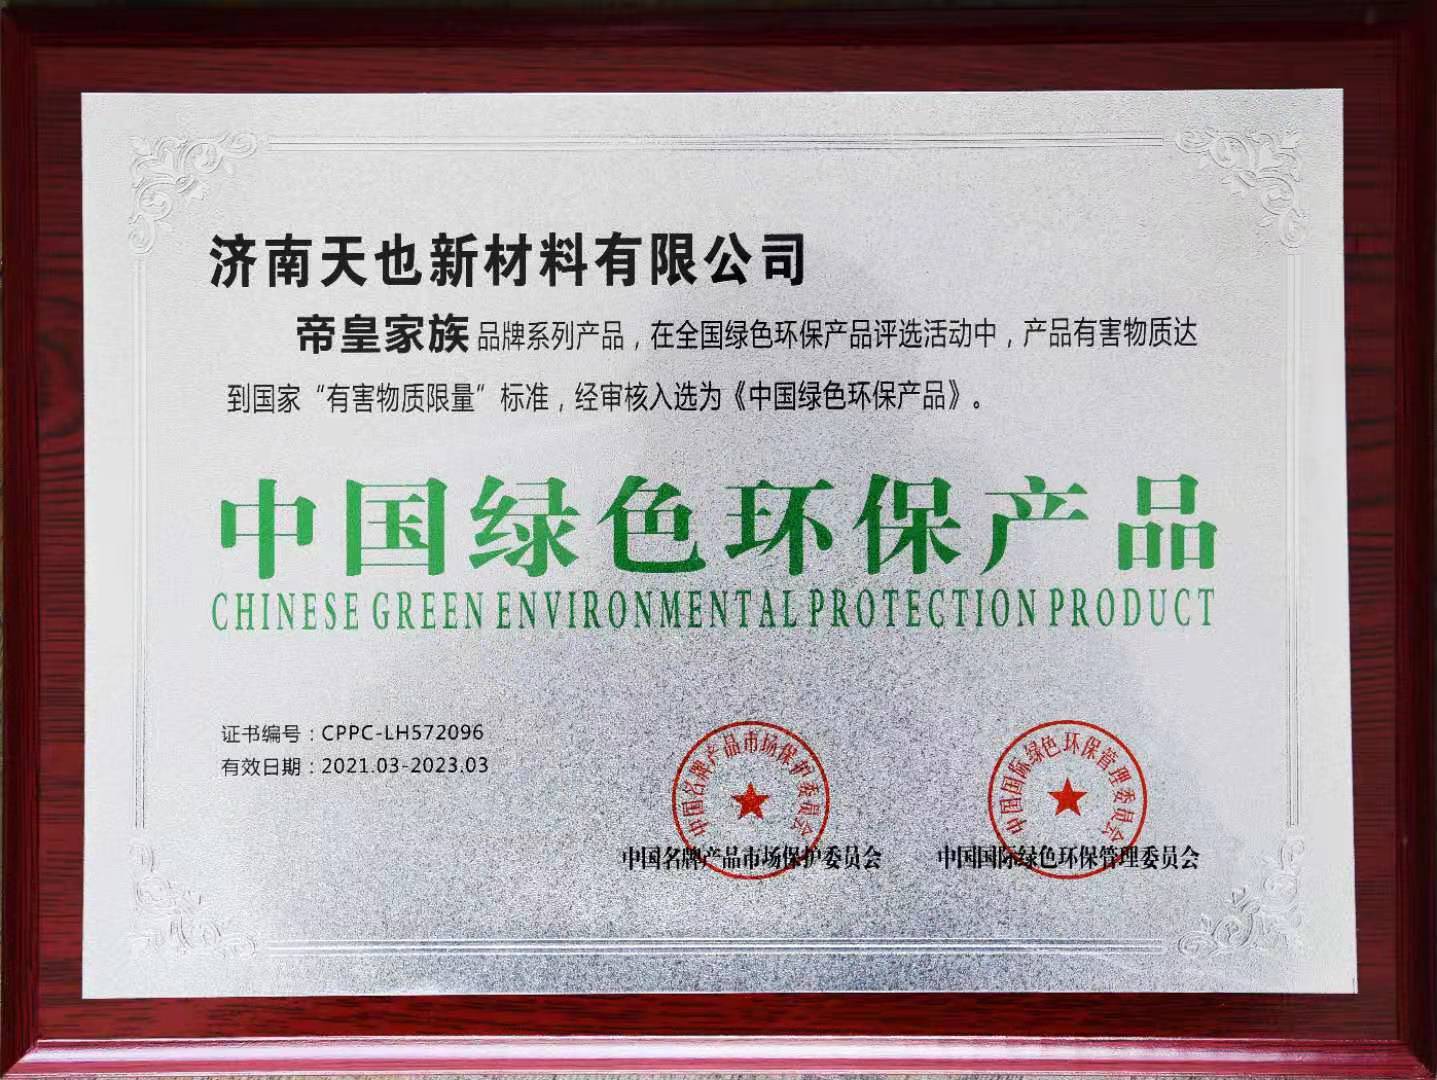 济南天也新材料有限公司
帝皇家族 品牌系列产品，在全国绿色环保产品评选活动中，产品有害物质达
到国家“有害物质限量”标准，经审核入选为《中国绿色环保产品》。
中国绿色环保产品
CHINESE GREEN ENVIRONMENTAL PROTECTION PRODUCT
证书编号：CPPC-LH572096
有效日期：2021.03-2023.03
中国名牌产品市场保护委员会
中国名牌产品市场保护委员会
中国国际绿色环保管理委员会
中国国际绿色环保管理委员会